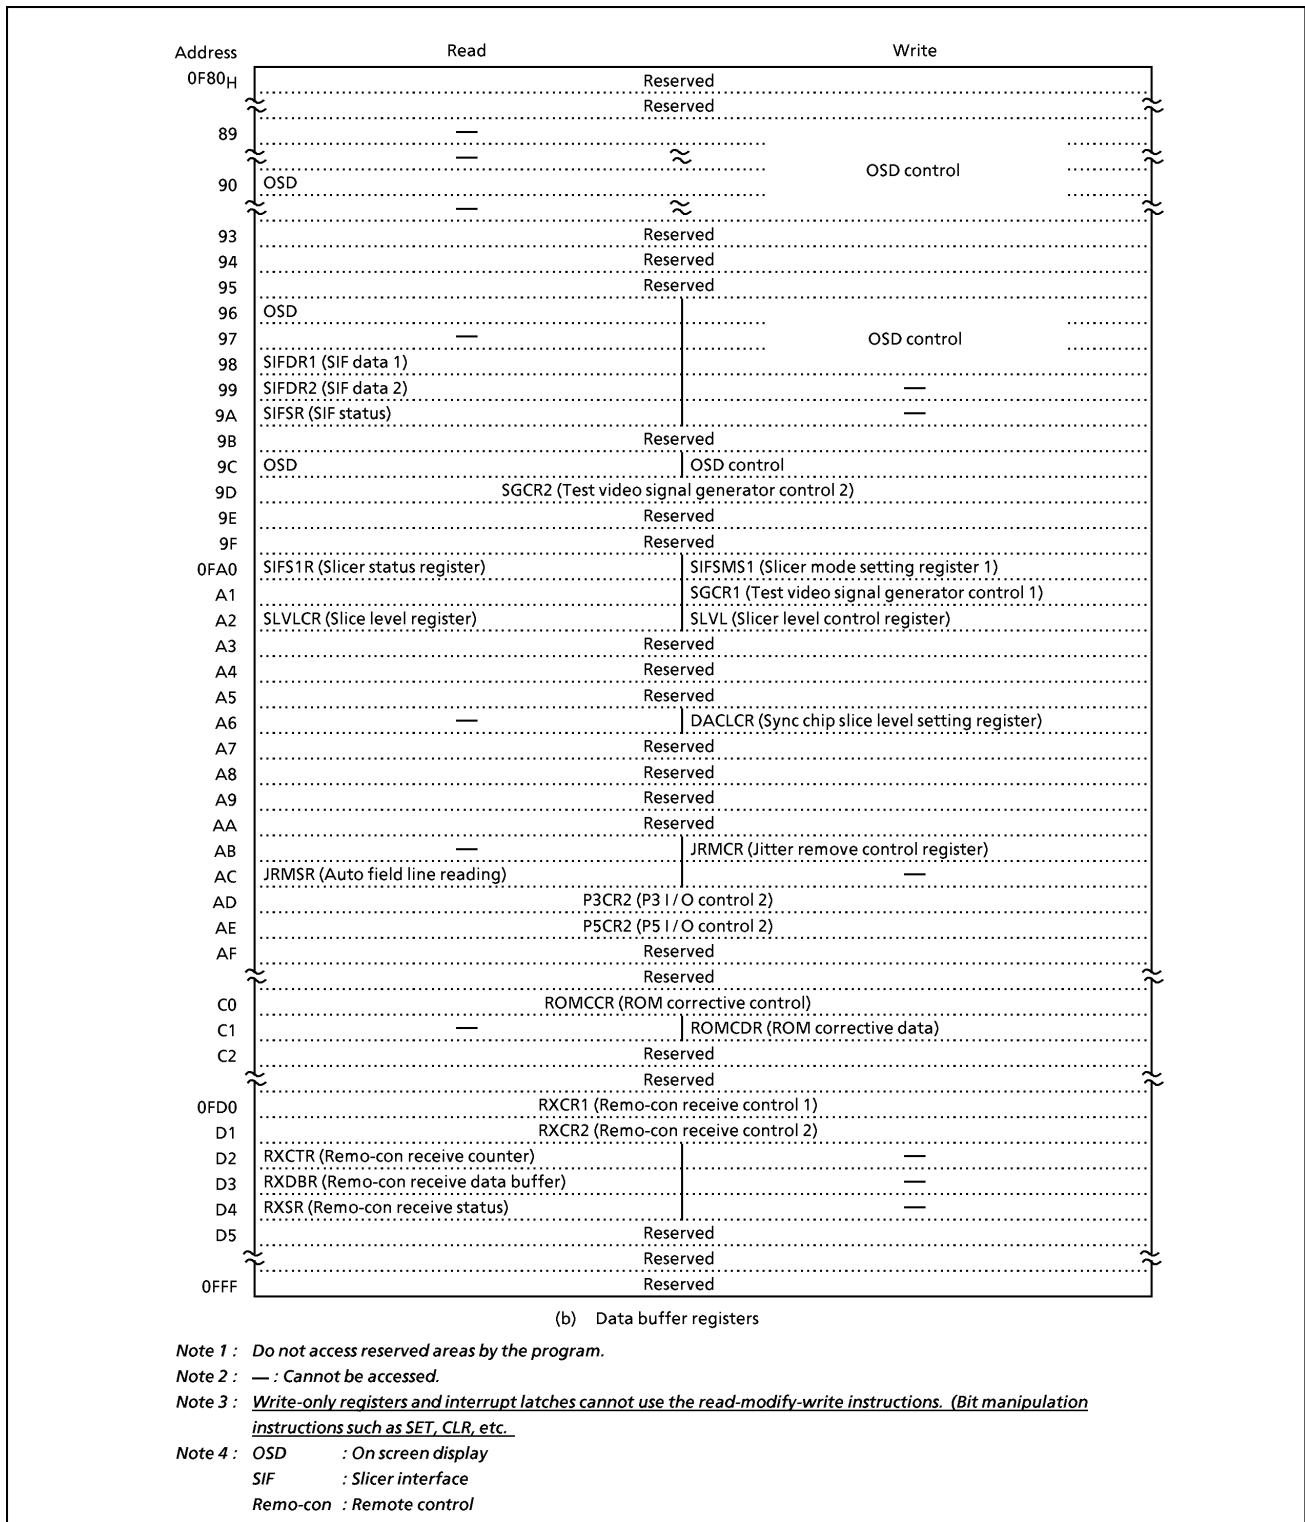 Address Read Write
0F80H Reserved
Reserved
89 —
— OSD control
90 OSD
—
93 Reserved
94 Reserved
95 Reserved
96 OSD
97 — OSD control
98 SIFDR1 (SIF data 1)
99 SIFDR2 (SIF data 2) —
9A SIFSR (SIF status) —
9B Reserved
9C OSD OSD control
9D SGCR2 (Test video signal generator control 2)
9E Reserved
9F Reserved
0FA0 SIFS1R (Slicer status register) SIFSMS1 (Slicer mode setting register 1)
A1 SGCR1 (Test video signal generator control 1)
A2 SLVLCR (Slice level register) SLVL (Slicer level control register)
A3 Reserved
A4 Reserved
A5 Reserved
A6 — DACLCR (Sync chip slice level setting register)
A7 Reserved
A8 Reserved
A9 Reserved
AA Reserved
AB — JRMCR (Jitter remove control register)
AC JRMSR (Auto field line reading) —
AD P3CR2 (P3 I / O control 2)
AE P5CR2 (P5 I / O control 2)
AF Reserved
Reserved
C0 ROMCCR (ROM corrective control)
C1 — ROMCDR (ROM corrective data)
C2 Reserved
Reserved
0FD0 RXCR1 (Remo-con receive control 1)
D1 RXCR2 (Remo-con receive control 2)
D2 RXCTR (Remo-con receive counter) —
D3 RXDBR (Remo-con receive data buffer) —
D4 RXSR (Remo-con receive status) —
D5 Reserved
Reserved
0FFF Reserved
(b) Data buffer registers
Note 1 : Do not access reserved areas by the program.
Note 2 : — : Cannot be accessed.
Note 3 : Write-only registers and interrupt latches cannot use the read-modify-write instructions. (Bit manipulation
instructions such as SET, CLR, etc.
Note 4 : OSD : On screen display
SIF : Slicer interface
Remo-con : Remote control